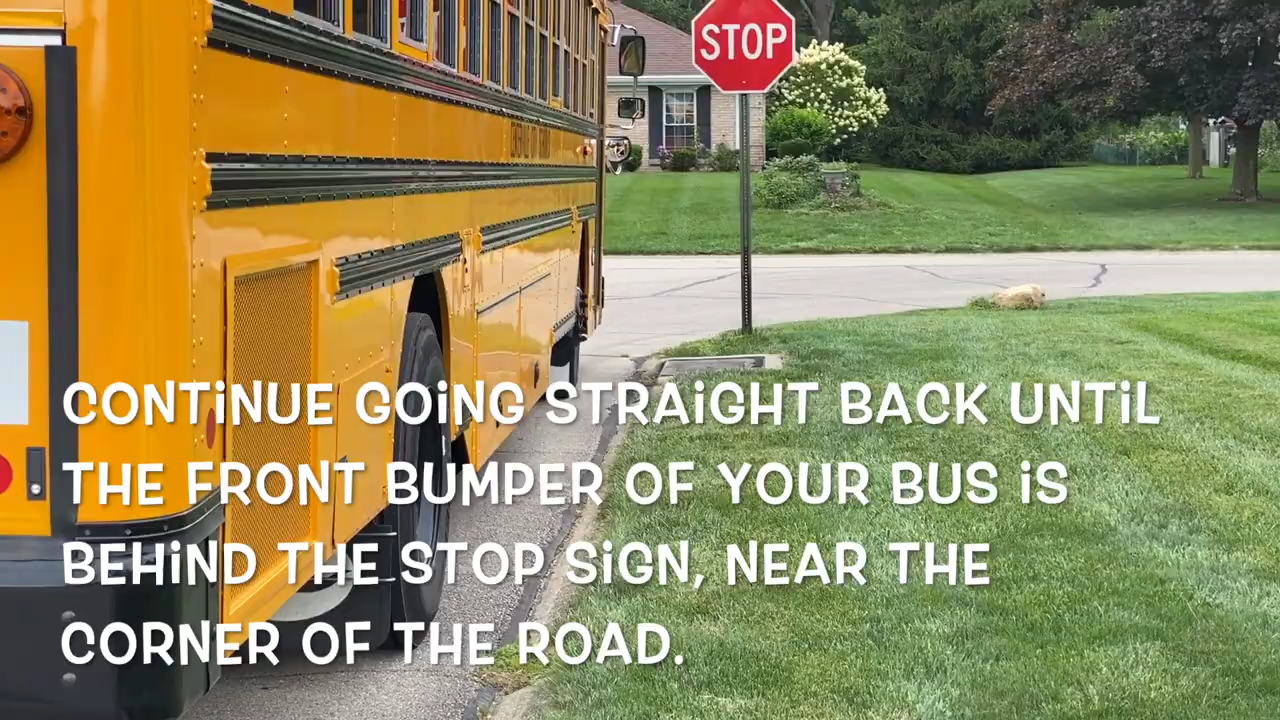 STOP
CONTiNUE GOiNG STRAiGHT BACK UNTiL
THE FRONT BUMPER OF YOUR BUS iS
BEHiND THE STOP SiGN, NEAR THE
CORNER OF THE ROAD.